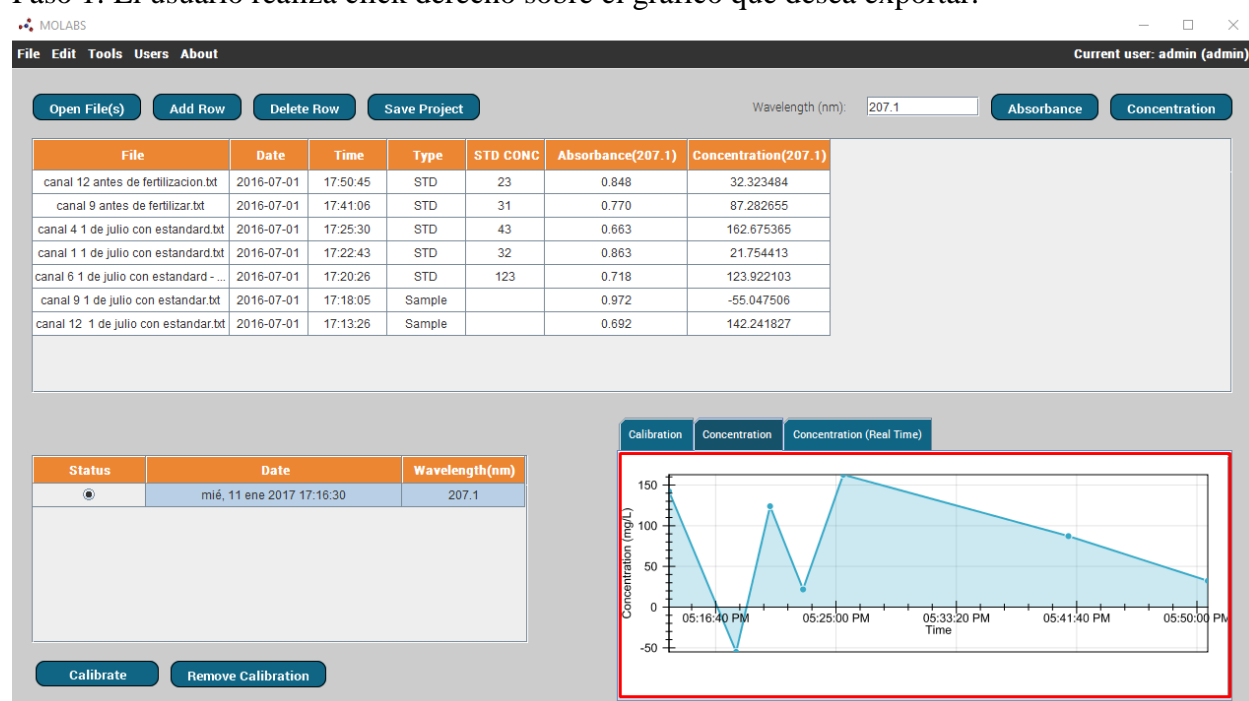 Paso 1: El usuario realiza click derecho sobre el gráfico que desea exportar.
MOLABS
File Edit Tools Users About Current user: admin (admin)
Open File(s) Add Row Delete Row Save Project Wavelength (nm): 207.1 Absorbance Concentration
File Date Time Type STD CONC Absorbance(207.1) Concentration(207.1)
canal 12 antes de fertilizacion.txt 2016-07-01 17:50:45 STD 23 0.848 32.323484
canal 9 antes de fertilizar.txt 2016-07-01 17:41:06 STD 31 0.770 87.282655
canal 4 1 de julio con estandard.txt 2016-07-01 17:25:30 STD 43 0.663 162.675365
canal 1 1 de julio con estandard.txt 2016-07-01 17:22:43 STD 32 0.863 21.754413
canal 6 1 de julio con estandard - ... 2016-07-01 17:20:26 STD 123 0.718 123.922103
canal 9 1 de julio con estandar.txt 2016-07-01 17:18:05 Sample 0.972 -55.047506
canal 12 1 de julio con estandar.txt 2016-07-01 17:13:26 Sample 0.692 142.241827
Calibration Concentration Concentration (Real Time)
Status Date Wavelength(nm)
mié, 11 ene 2017 17:16:30 207.1
Concentration (mg/L)
150
100
50
0
-50
05:16:40 PM 05:25:00 PM 05:33:20 PM 05:41:40 PM 05:50:00 PM
Time
Calibrate Remove Calibration